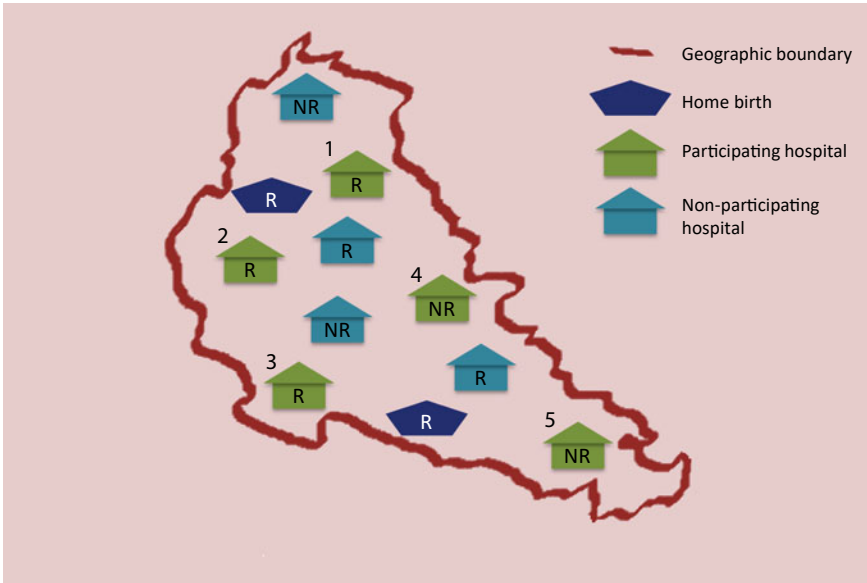 Geographic boundary
Home birth
Participating hospital
Non-participating
hospital
NR
1
R
R
2
R
R
4
NR
NR
3
R
R
R
5
NR